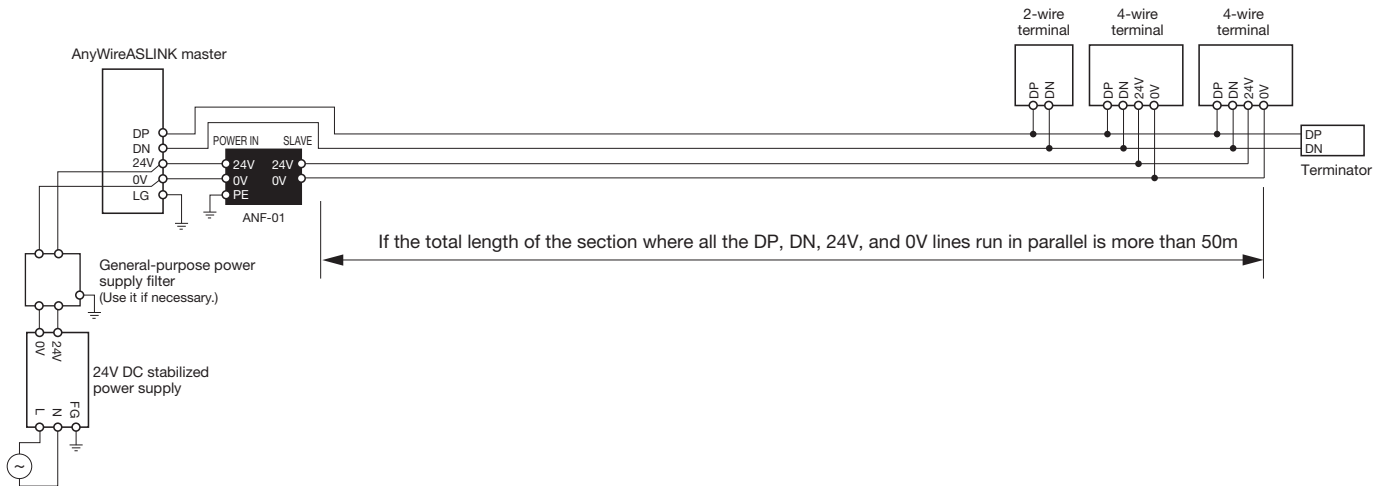 2-wire
terminal
4-wire
terminal
4-wire
terminal
AnyWireASLINK master
DP
DN
24V
0V
LG
POWER IN
SLAVE
24V
0V
PE
24V
0V
ANF-01
DP
DN
DP
DN
24V
0V
DP
DN
24V
0V
DP
DN
Terminator
If the total length of the section where all the DP, DN, 24V, and 0V lines run in parallel is more than 50m
General-purpose power
supply filter
(Use it if necessary.)
0V
24V
24V DC stabilized
power supply
L
N
FG
~